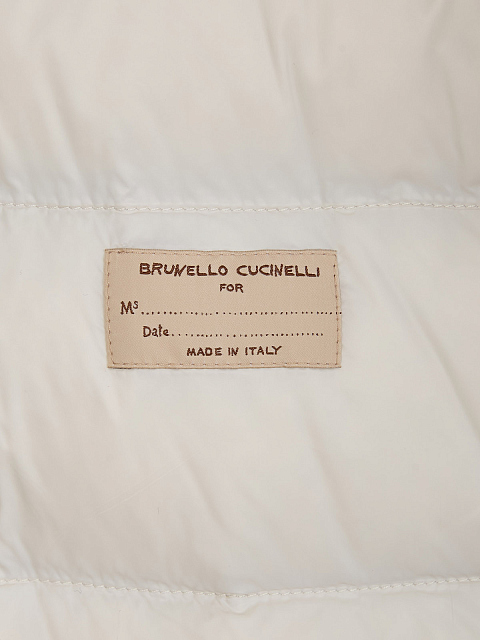 BRUNELLO CUCINELLI
FOR
Ms..............................
Date......................
MADE IN ITALY